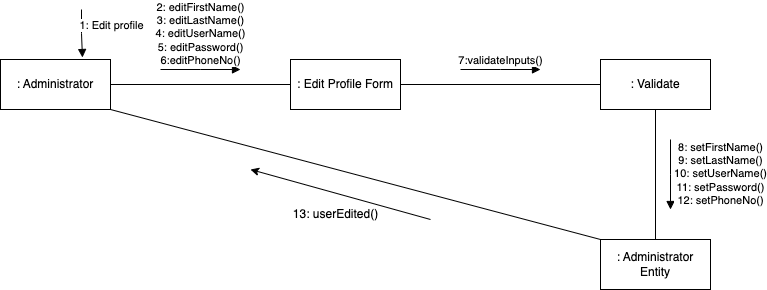 1: Edit profile
2: editFirstName()
3: editLastName()
4: editUserName()
5: editPassword()
6:editPhoneNo()
7:validateInputs()
: Administrator
: Edit Profile Form
: Validate
8: setFirstName()
9: setLastName()
10: setUserName()
11: setPassword()
12: setPhoneNo()
13: userEdited()
: Administrator
Entity